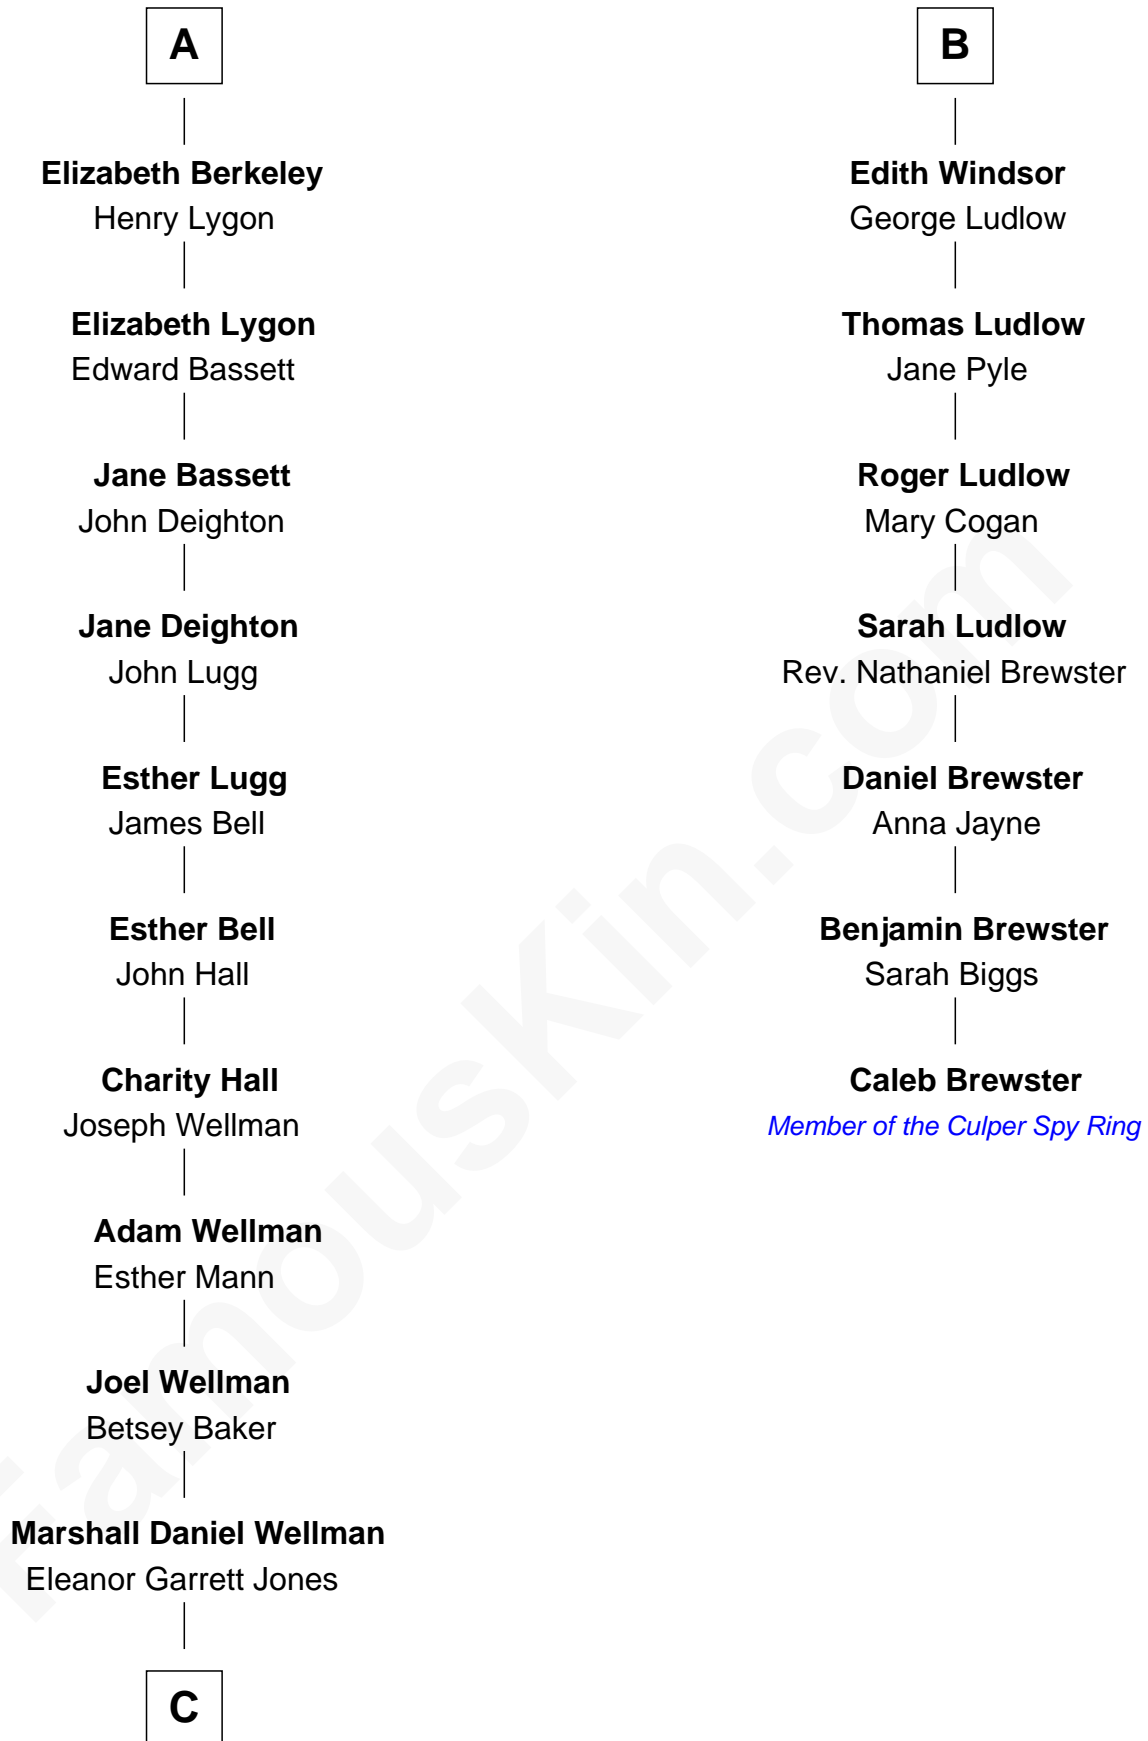 A
Elizabeth Berkeley
Henry Lygon
Elizabeth Lygon
Edward Bassett
Jane Bassett
John Deighton
Jane Deighton
John Lugg
Esther Lugg
James Bell
Esther Bell
John Hall
Charity Hall
Joseph Wellman
Adam Wellman
Esther Mann
Joel Wellman
Betsey Baker
Marshall Daniel Wellman
Eleanor Garrett Jones
C
B
Edith Windsor
George Ludlow
Thomas Ludlow
Jane Pyle
Roger Ludlow
Mary Cogan
Sarah Ludlow
Rev. Nathaniel Brewster
Daniel Brewster
Anna Jayne
Benjamin Brewster
Sarah Biggs
Caleb Brewster
Member of the Culper Spy Ring
FamousKin.com